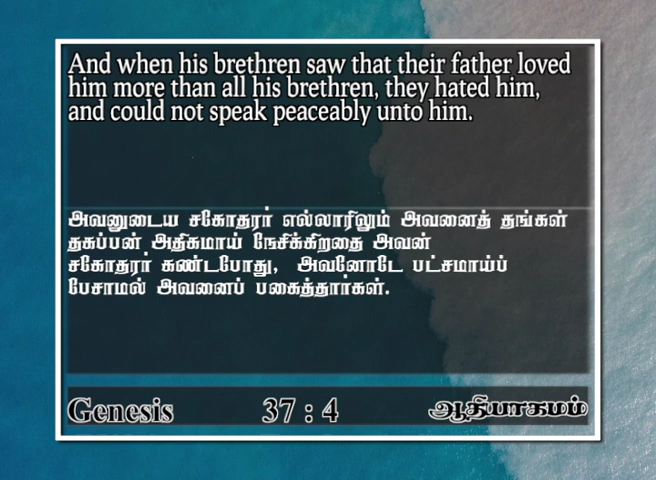 And when his brethren saw that their father loved
him more than all his brethren, they hated him,
and could not speak peaceably unto him.
அவனுடைய சகோதரர் எல்லாரிலும் அவனைத் தங்கள்
தகப்பன் அதிகமாய் நேசிக்கிறதை அவன்
சகோதரர் கண்டபோது, அவனோடே பட்சமாய்ப்
பேசாமல் அவனைப் பகைத்தார்கள்.
Genesis 37 : 4 ஆதியாகமம்